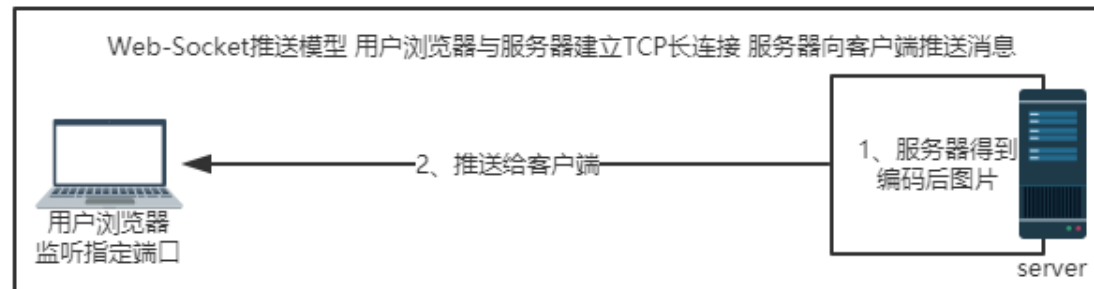 Web-Socket推送模型 用户浏览器与服务器建立TCP长连接 服务器向客户端推送消息
1、服务器得到
编码后图片
2、推送给客户端
用户浏览器
监听指定端口
server